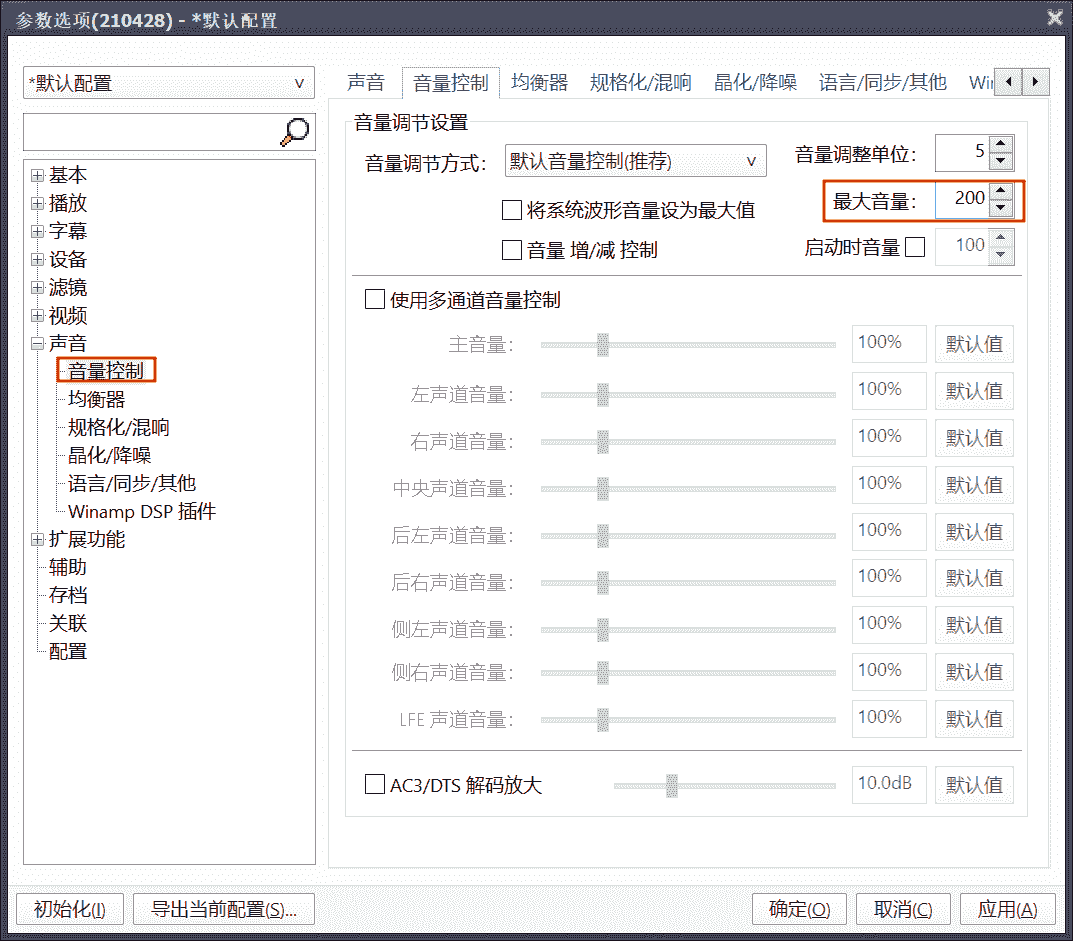 参数选项(210428) - *默认配置
*默认配置
基本
播放
字幕
设备
滤镜
视频
声音
音量控制
均衡器
规格化/混响
晶化/降噪
语言/同步/其他
Winamp DSP 插件
扩展功能
辅助
存档
关联
配置
声音 音量控制 均衡器 规格化/混响 晶化/降噪 语言/同步/其他 Wi
音量调节设置
音量调节方式: 默认音量控制(推荐) 音量调整单位: 5
最大音量: 200
将系统波形音量设为最大值
音量 增/减 控制 启动时音量 100
使用多通道音量控制
主音量: 100% 默认值
左声道音量: 100% 默认值
右声道音量: 100% 默认值
中央声道音量: 100% 默认值
后左声道音量: 100% 默认值
后右声道音量: 100% 默认值
侧左声道音量: 100% 默认值
侧右声道音量: 100% 默认值
LFE 声道音量: 100% 默认值
AC3/DTS 解码放大 10.0dB 默认值
初始化(I) 导出当前配置(S)... 确定(O) 取消(C) 应用(A)